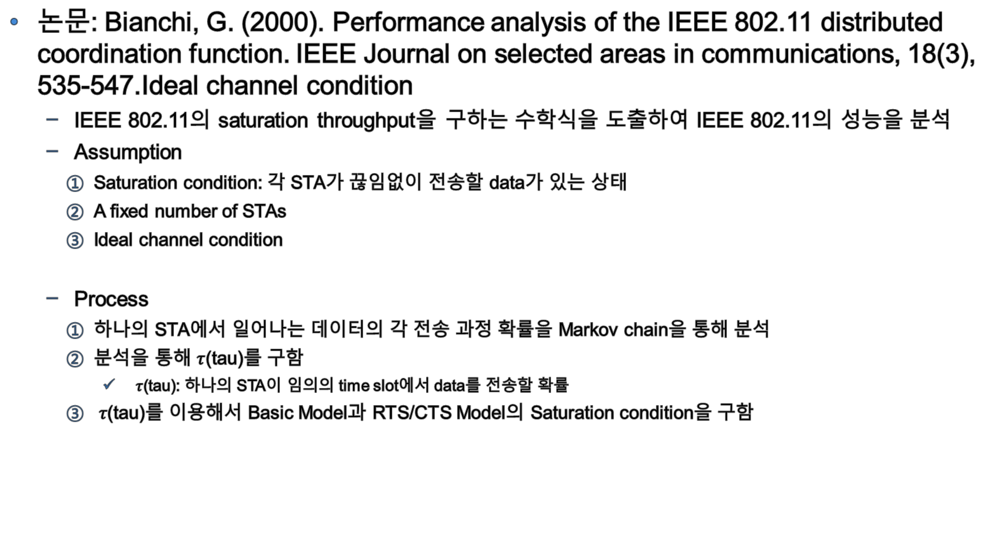 • 논문: Bianchi, G. (2000). Performance analysis of the IEEE 802.11 distributed
coordination function. IEEE Journal on selected areas in communications, 18(3),
535-547.Ideal channel condition
– IEEE 802.11의 saturation throughput을 구하는 수학식을 도출하여 IEEE 802.11의 성능을 분석
– Assumption
① Saturation condition: 각 STA가 끊임없이 전송할 data가 있는 상태
② A fixed number of STAs
③ Ideal channel condition
– Process
① 하나의 STA에서 일어나는 데이터의 각 전송 과정 확률을 Markov chain을 통해 분석
② 분석을 통해 τ(tau)를 구함
✓ τ(tau): 하나의 STA이 임의의 time slot에서 data를 전송할 확률
③ τ(tau)를 이용해서 Basic Model과 RTS/CTS Model의 Saturation condition을 구함